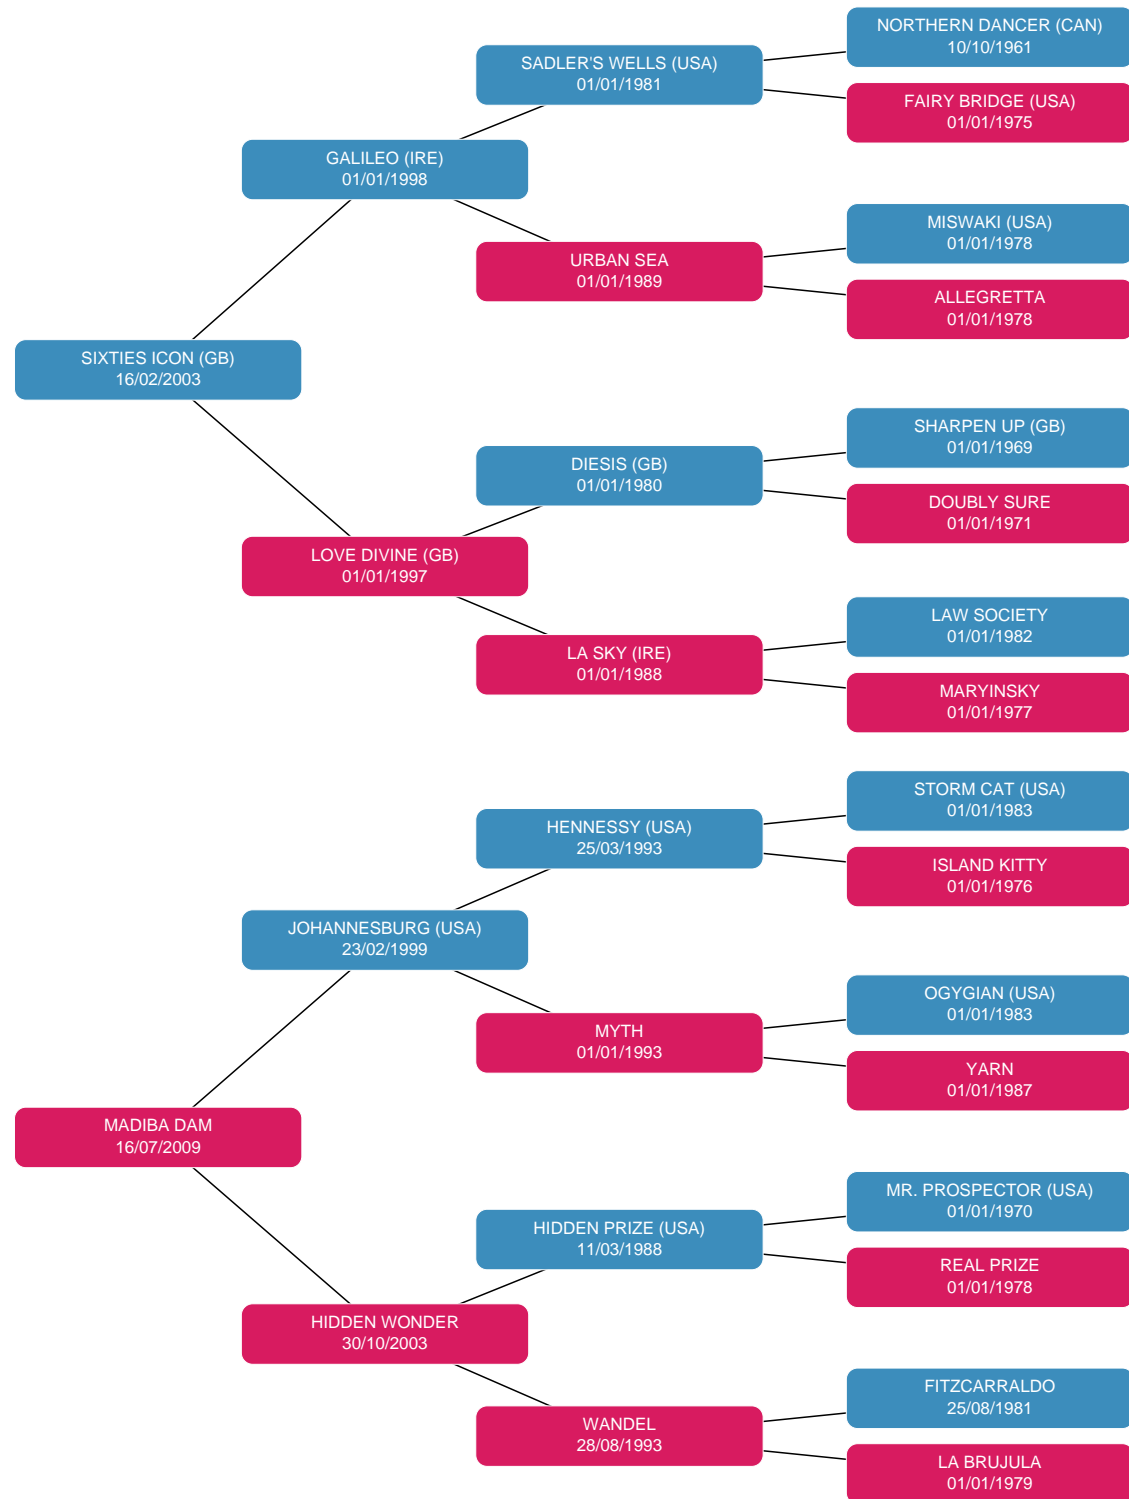 NORTHERN DANCER (CAN)
10/10/1961
SADLER'S WELLS (USA)
01/01/1981
FAIRY BRIDGE (USA)
01/01/1975
GALILEO (IRE)
01/01/1998
MISWAKI (USA)
01/01/1978
URBAN SEA
01/01/1989
ALLEGRETTA
01/01/1978
SIXTIES ICON (GB)
16/02/2003
SHARPEN UP (GB)
01/01/1969
DIESIS (GB)
01/01/1980
DOUBLY SURE
01/01/1971
LOVE DIVINE (GB)
01/01/1997
LAW SOCIETY
01/01/1982
LA SKY (IRE)
01/01/1988
MARYINSKY
01/01/1977
STORM CAT (USA)
01/01/1983
HENNESSY (USA)
25/03/1993
ISLAND KITTY
01/01/1976
JOHANNESBURG (USA)
23/02/1999
OGYGIAN (USA)
01/01/1983
MYTH
01/01/1993
YARN
01/01/1987
MADIBA DAM
16/07/2009
MR. PROSPECTOR (USA)
01/01/1970
HIDDEN PRIZE (USA)
11/03/1988
REAL PRIZE
01/01/1978
HIDDEN WONDER
30/10/2003
FITZCARRALDO
25/08/1981
WANDEL
28/08/1993
LA BRUJULA
01/01/1979